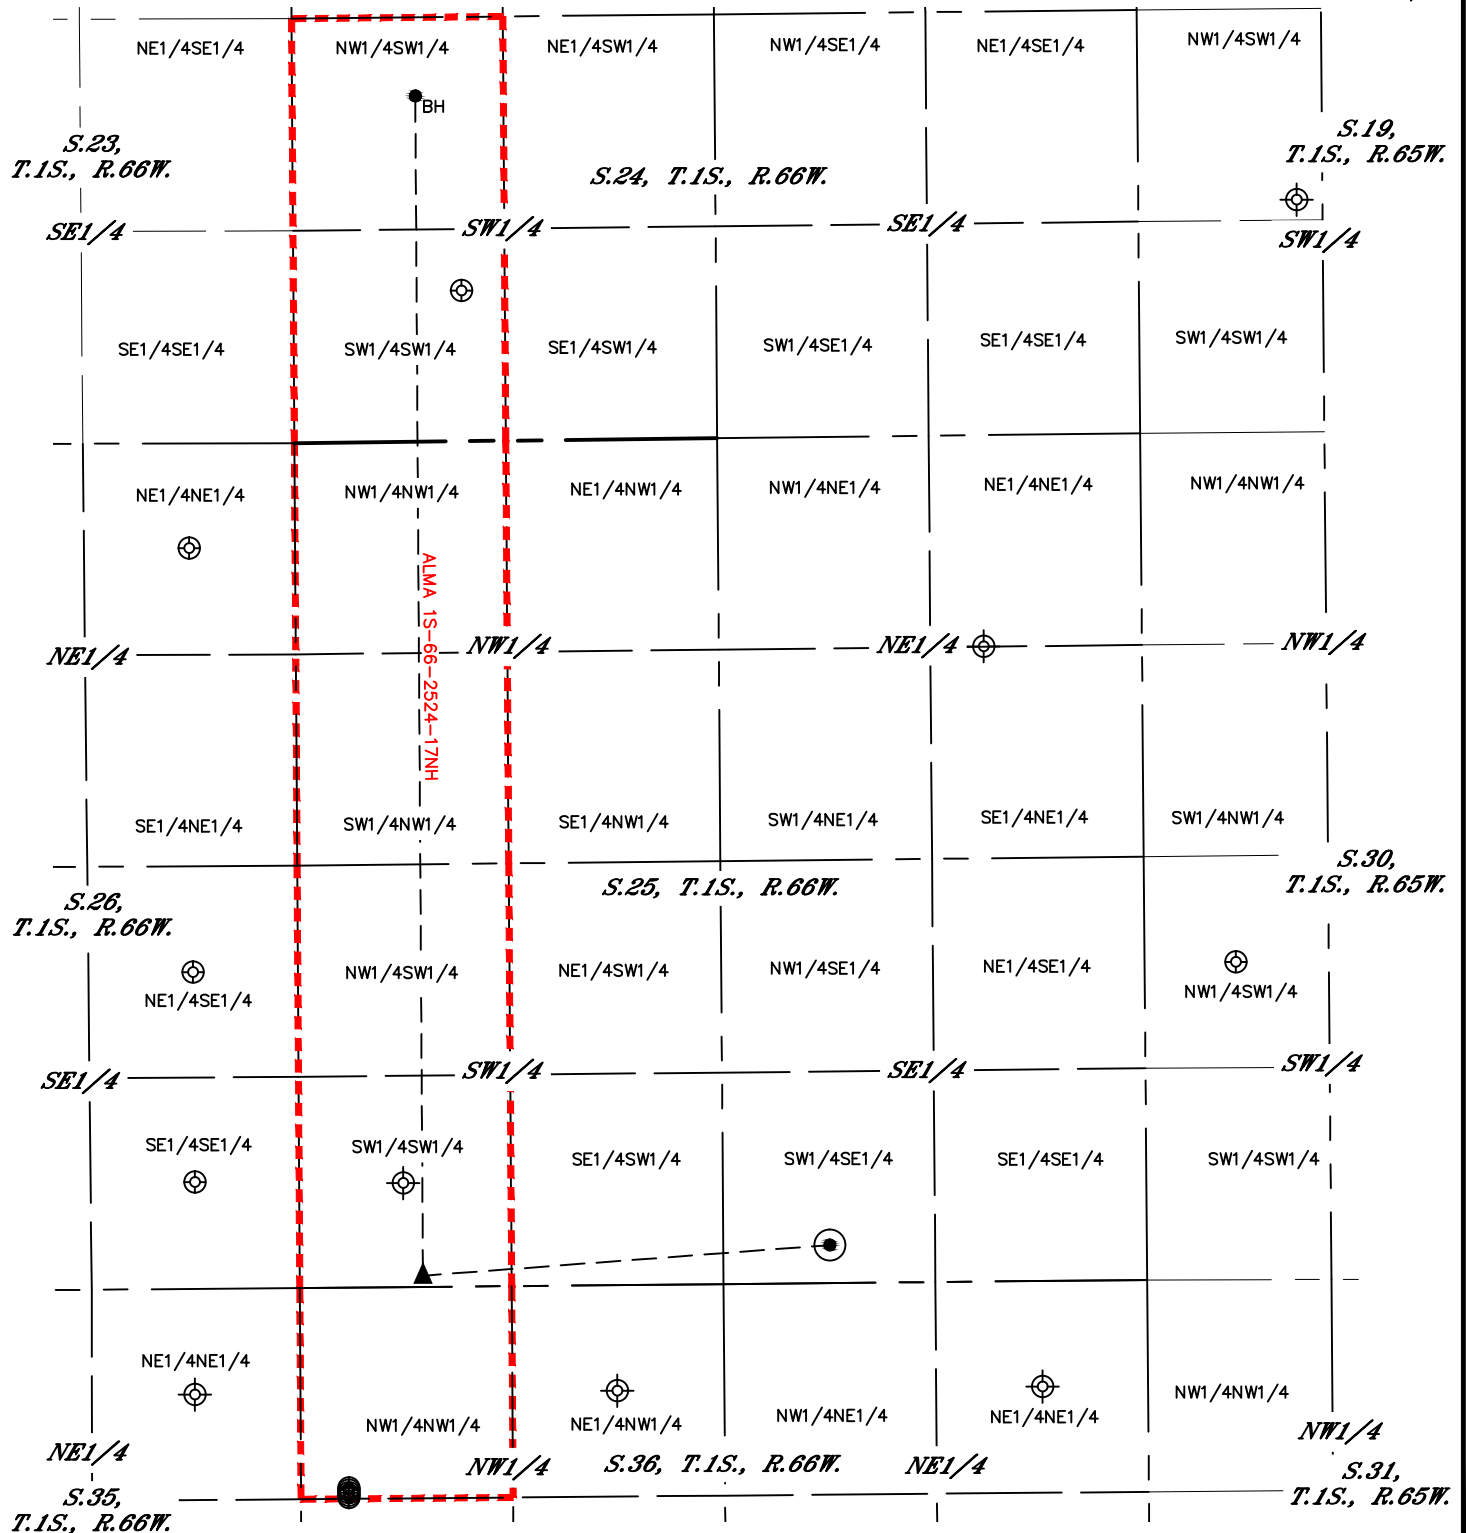 NE1/4SE1/4
NW1/4SW1/4
NE1/4SW1/4
NW1/4SE1/4
NE1/4SE1/4
NW1/4SW1/4
BH
S.23,
T.1S., R.66W.
S.24, T.1S., R.66W.
S.19,
T.1S., R.65W.
SE1/4
SW1/4
SE1/4
SW1/4
SE1/4SE1/4
SW1/4SW1/4
SE1/4SW1/4
SW1/4SE1/4
SE1/4SE1/4
SW1/4SW1/4
NE1/4NE1/4
NW1/4NW1/4
NE1/4NW1/4
NW1/4NE1/4
NE1/4NE1/4
NW1/4NW1/4
ALMA 1S-66-2524-17NH
NE1/4
NW1/4
NE1/4
NW1/4
SE1/4NE1/4
SW1/4NW1/4
SE1/4NW1/4
SW1/4NE1/4
SE1/4NE1/4
SW1/4NW1/4
S.26,
T.1S., R.66W.
S.25, T.1S., R.66W.
S.30,
T.1S., R.65W.
NE1/4SE1/4
NW1/4SW1/4
NE1/4SW1/4
NW1/4SE1/4
NE1/4SE1/4
NW1/4SW1/4
SE1/4
SW1/4
SE1/4
SW1/4
SE1/4SE1/4
SW1/4SW1/4
SE1/4SW1/4
SW1/4SE1/4
SE1/4SE1/4
SW1/4SW1/4
NE1/4NE1/4
NW1/4NW1/4
NE1/4NW1/4
NW1/4NE1/4
NE1/4NE1/4
NW1/4NW1/4
NE1/4
NW1/4
S.36, T.1S., R.66W.
NE1/4
NW1/4
S.35,
T.1S., R.66W.
S.31,
T.1S., R.65W.